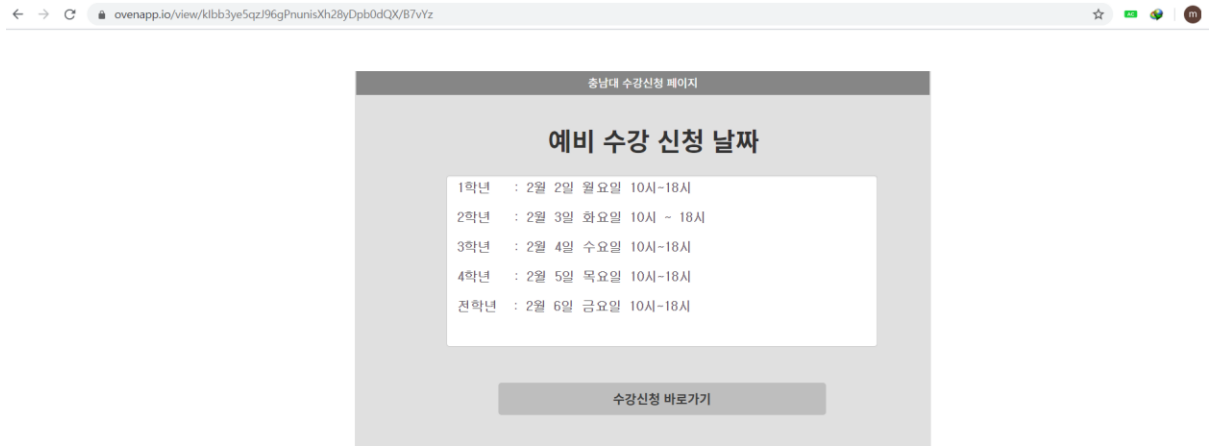 ovenapp.io/view/kIbb3ye5qzJ96gPnunisXh28yDpb0dQX/B7vYz
AC
m
충남대 수강신청 페이지
예비 수강 신청 날짜
1학년 : 2월 2일 월요일 10시-18시
2학년 : 2월 3일 화요일 10시 ~ 18시
3학년 : 2월 4일 수요일 10시~18시
4학년 : 2월 5일 목요일 10시-18시
전학년 : 2월 6일 금요일 10시-18시
수강신청 바로가기